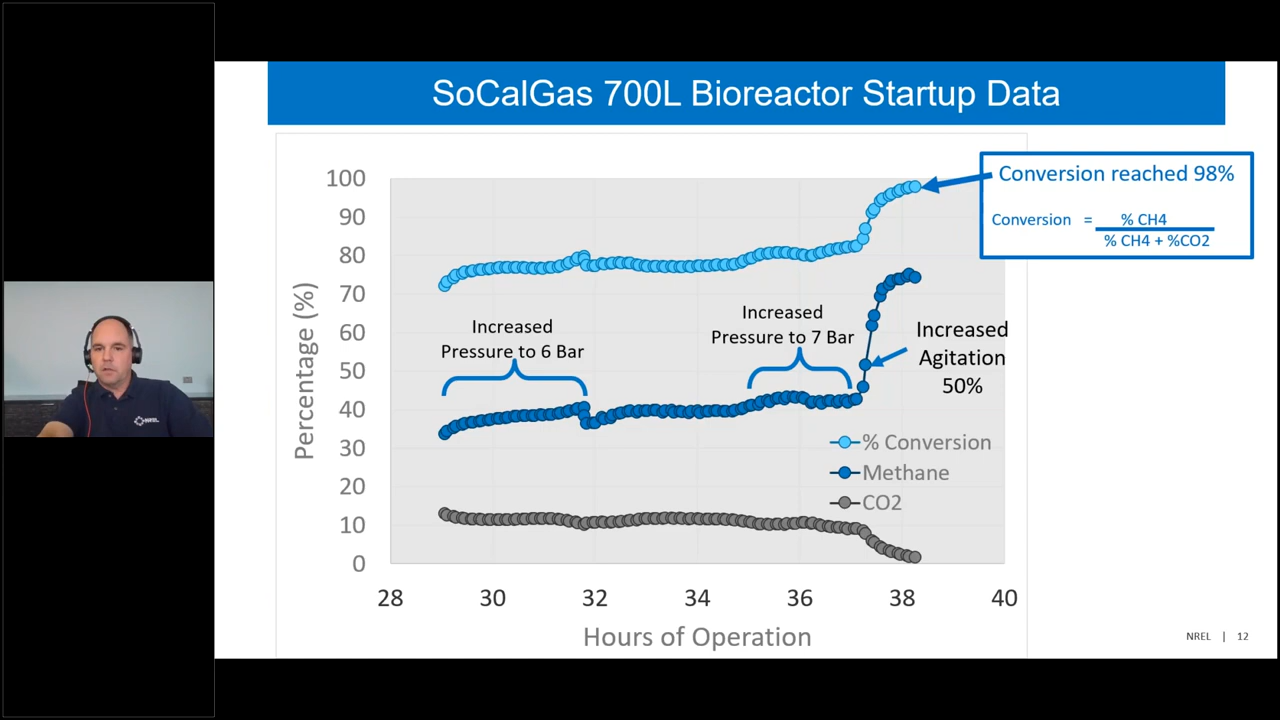 SoCalGas 700L Bioreactor Startup Data
Conversion reached 98%
Conversion = % CH4
% CH4 + %CO2
100
90
80
70
60
50
40
30
20
10
0
Percentage (%)
Increased
Pressure to 6 Bar
Increased
Pressure to 7 Bar
Increased
Agitation
50%
% Conversion
Methane
CO2
28 30 32 34 36 38 40
Hours of Operation
NREL | 12
NREL